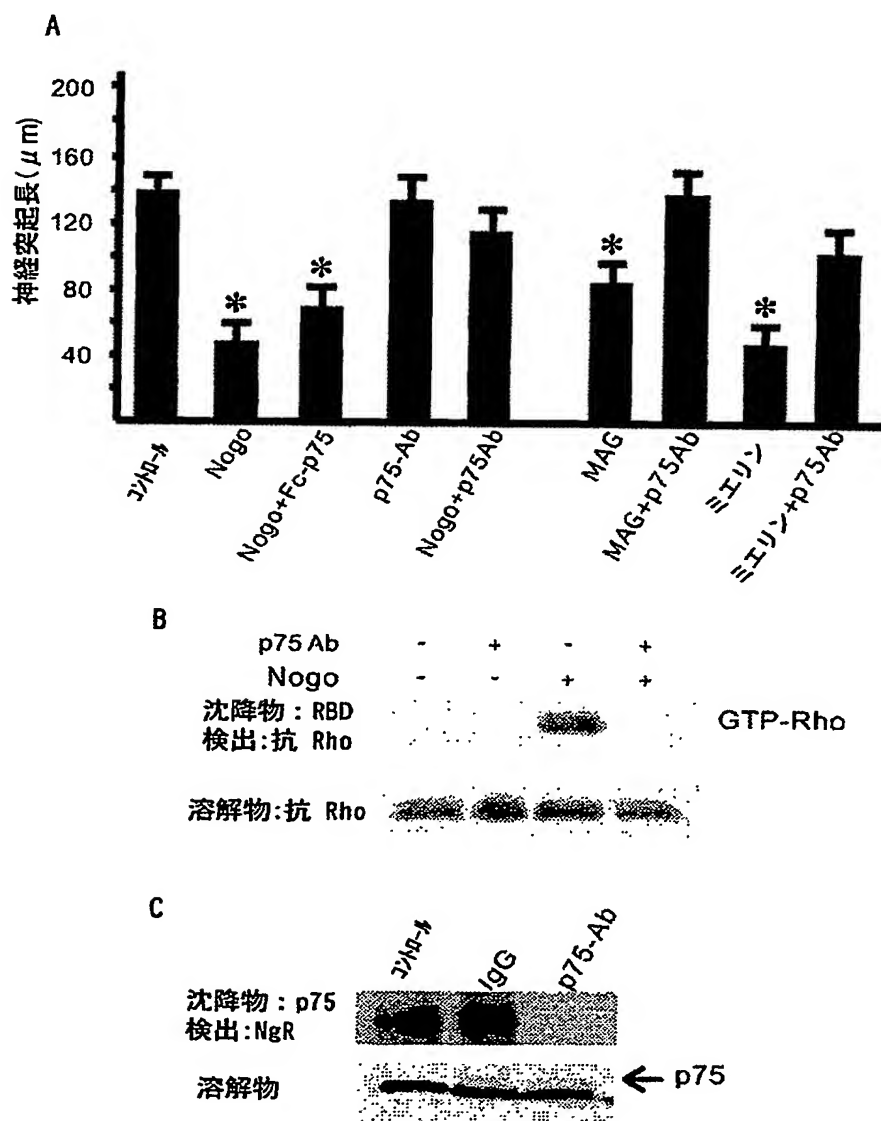 A
神経突起長(μm)
200
160
120
80
40
* * * *
コントロール
Nogo
Nogo+Fc-p75
p75-Ab
Nogo+p75Ab
MAG
MAG+p75Ab
ミエリン
ミエリン+p75Ab
B
p75 Ab - + - +
Nogo - - + +
沈降物:RBD
検出:抗 Rho
GTP-Rho
溶解物:抗 Rho
C
コントロール IgG p75-Ab
沈降物:p75
検出:NgR
溶解物
← p75